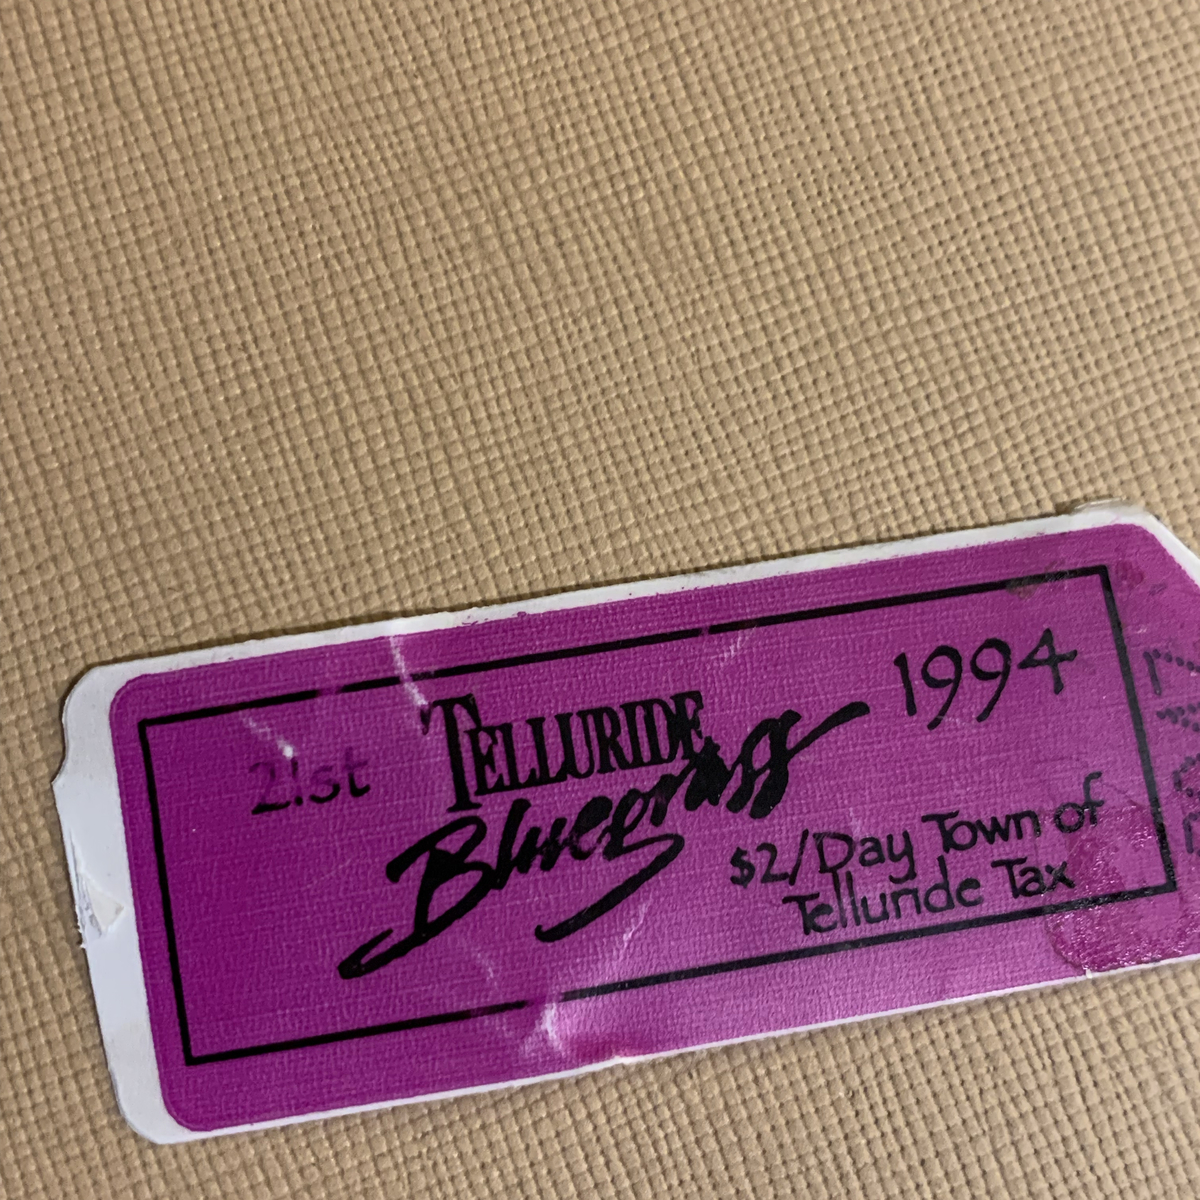 21st
TELLURIDE
Bluegrass
1994
$2/Day Town of
Telluride Tax